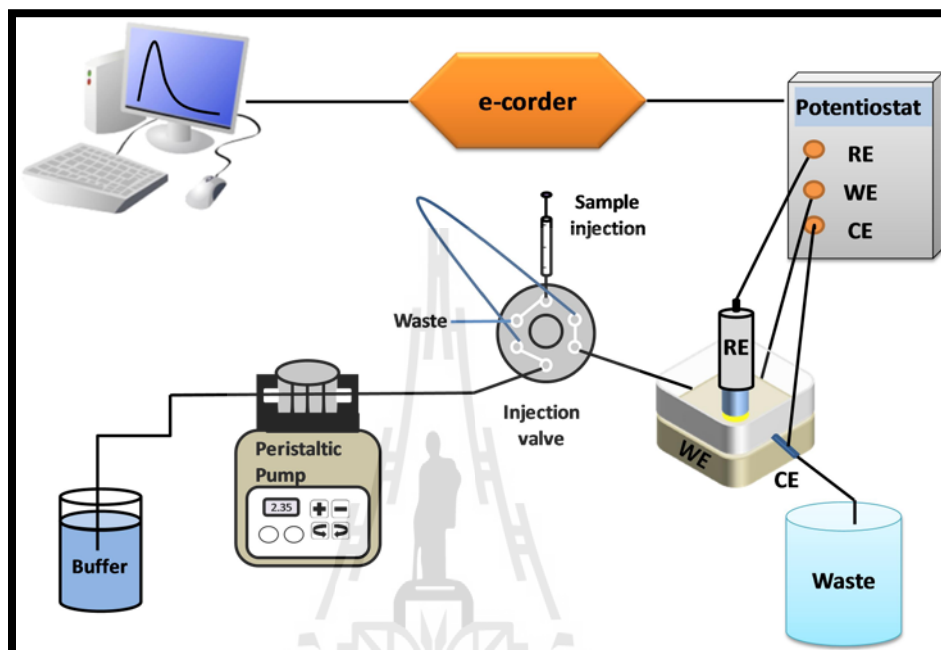 e-corder
Potentiostat
RE
WE
CE
Sample
injection
Waste
RE
Injection
valve
WE
CE
Peristaltic
Pump
2.35
+ −
Buffer
Waste